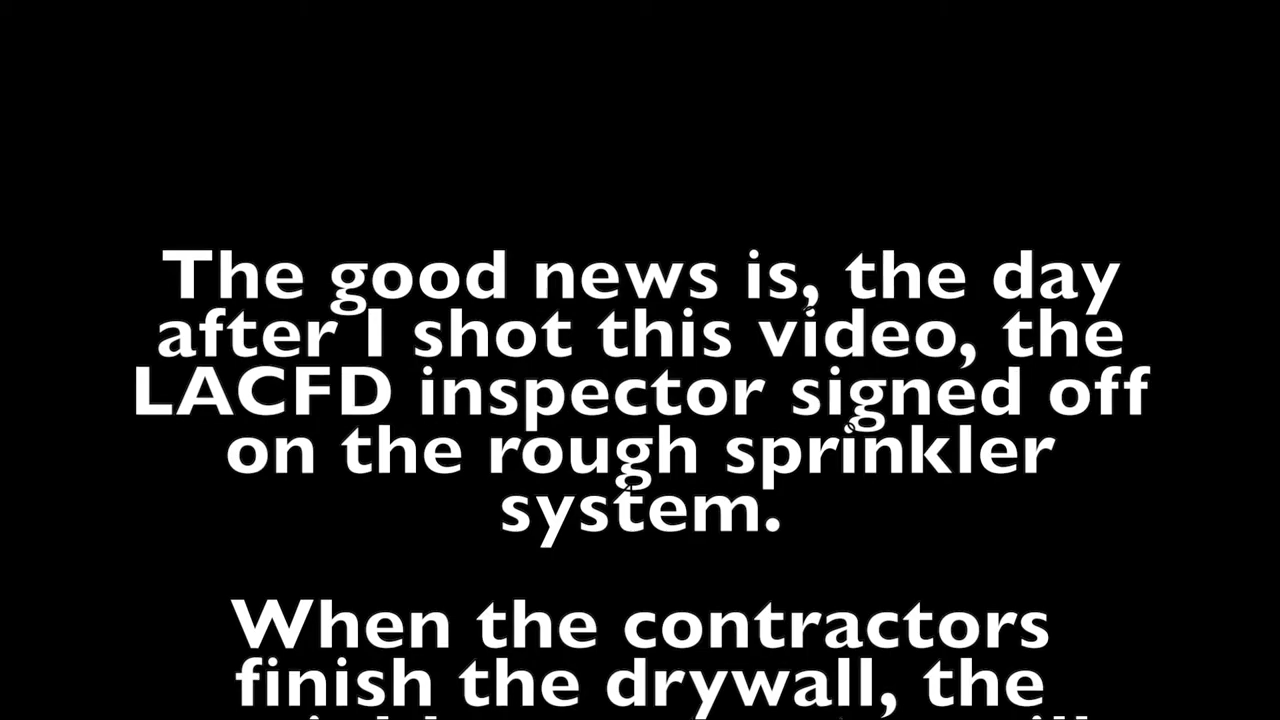 The good news is, the day
after I shot this video, the
LACFD inspector signed off
on the rough sprinkler
system.
When the contractors
finish the drywall, the